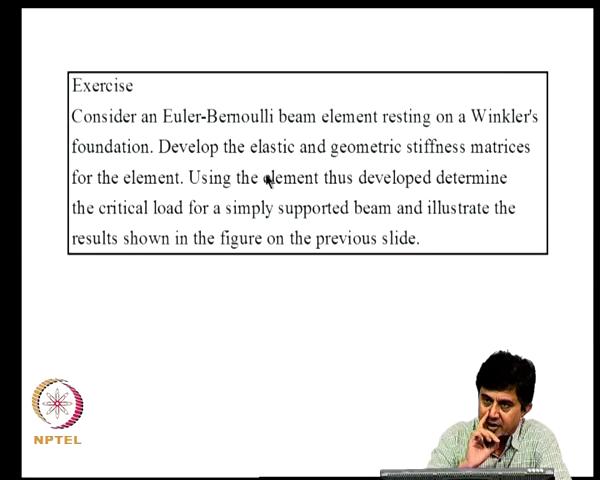 Exercise
Consider an Euler-Bernoulli beam element resting on a Winkler's
foundation. Develop the elastic and geometric stiffness matrices
for the element. Using the element thus developed determine
the critical load for a simply supported beam and illustrate the
results shown in the figure on the previous slide.
NPTEL